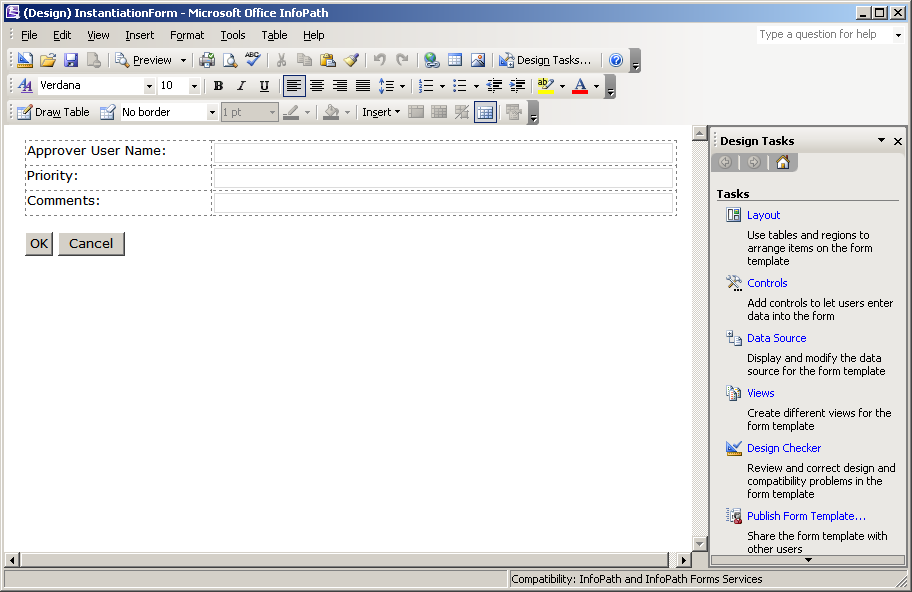 (Design) InstantiationForm - Microsoft Office InfoPath
File Edit View Insert Format Tools Table Help
Type a question for help
Preview
Design Tasks...
Verdana 10 B I U
Draw Table No border 1 pt Insert
Approver User Name:
Priority:
Comments:
OK Cancel
Design Tasks
Tasks
Layout
Use tables and regions to
arrange items on the form
template
Controls
Add controls to let users enter
data into the form
Data Source
Display and modify the data
source for the form template
Views
Create different views for the
form template
Design Checker
Review and correct design and
compatibility problems in the
form template
Publish Form Template...
Share the form template with
other users
Compatibility: InfoPath and InfoPath Forms Services